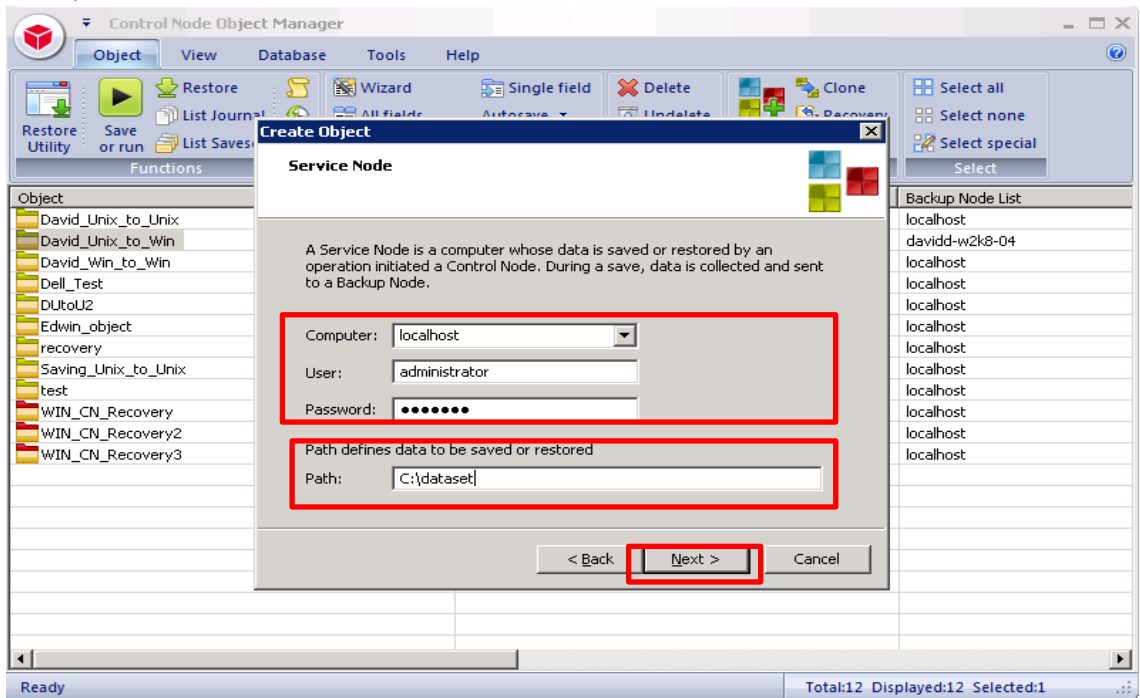 Control Node Object Manager
Object View Database Tools Help
Restore Wizard Single field Delete Clone Select all
List Journal All fields Autosave Undelete Recovery Select none
Restore Utility Save or run List Saves Select special
Functions Select
Create Object
Service Node
A Service Node is a computer whose data is saved or restored by an
operation initiated a Control Node. During a save, data is collected and sent
to a Backup Node.
Computer: localhost
User: administrator
Password: ●●●●●●●
Path defines data to be saved or restored
Path: C:\dataset
< Back Next > Cancel
Object Backup Node List
David_Unix_to_Unix localhost
David_Unix_to_Win davidd-w2k8-04
David_Win_to_Win localhost
Dell_Test localhost
DUtoU2 localhost
Edwin_object localhost
recovery localhost
Saving_Unix_to_Unix localhost
test localhost
WIN_CN_Recovery localhost
WIN_CN_Recovery2 localhost
WIN_CN_Recovery3 localhost
Ready Total:12 Displayed:12 Selected:1